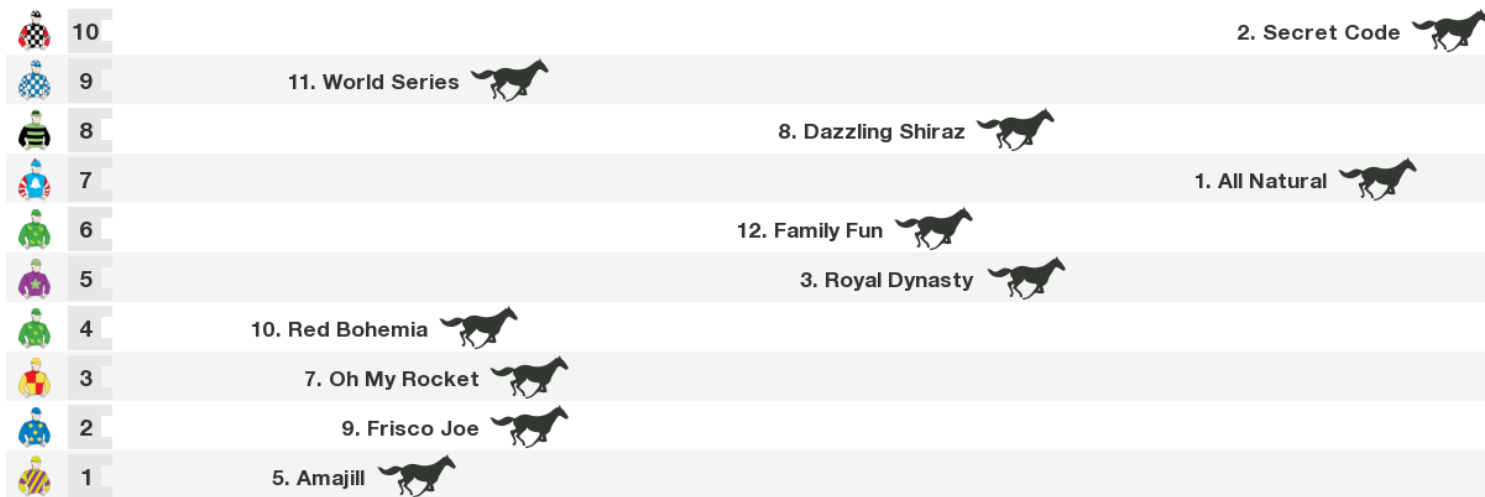 10 2. Secret Code
9 11. World Series
8 8. Dazzling Shiraz
7 1. All Natural
6 12. Family Fun
5 3. Royal Dynasty
4 10. Red Bohemia
3 7. Oh My Rocket
2 9. Frisco Joe
1 5. Amajill